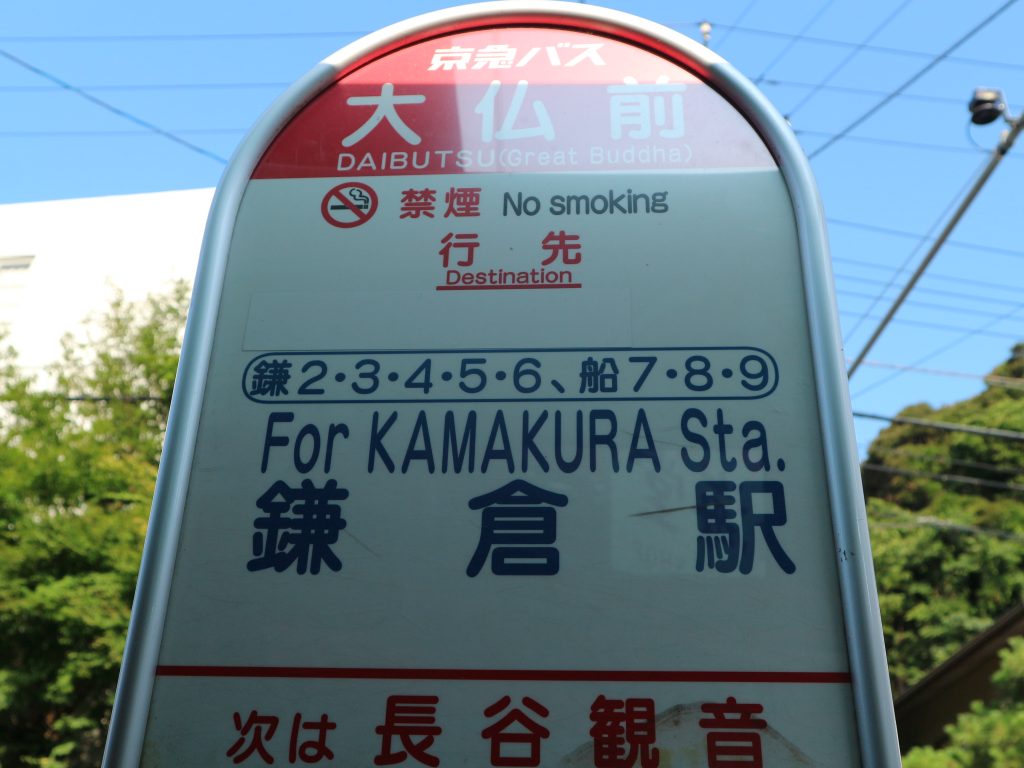 京急バス
大仏前
DAIBUTSU(Great Buddha)
禁煙 No smoking
行先
Destination
鎌2・3・4・5・6、船7・8・9
For KAMAKURA Sta.
鎌倉駅
次は 長谷観音